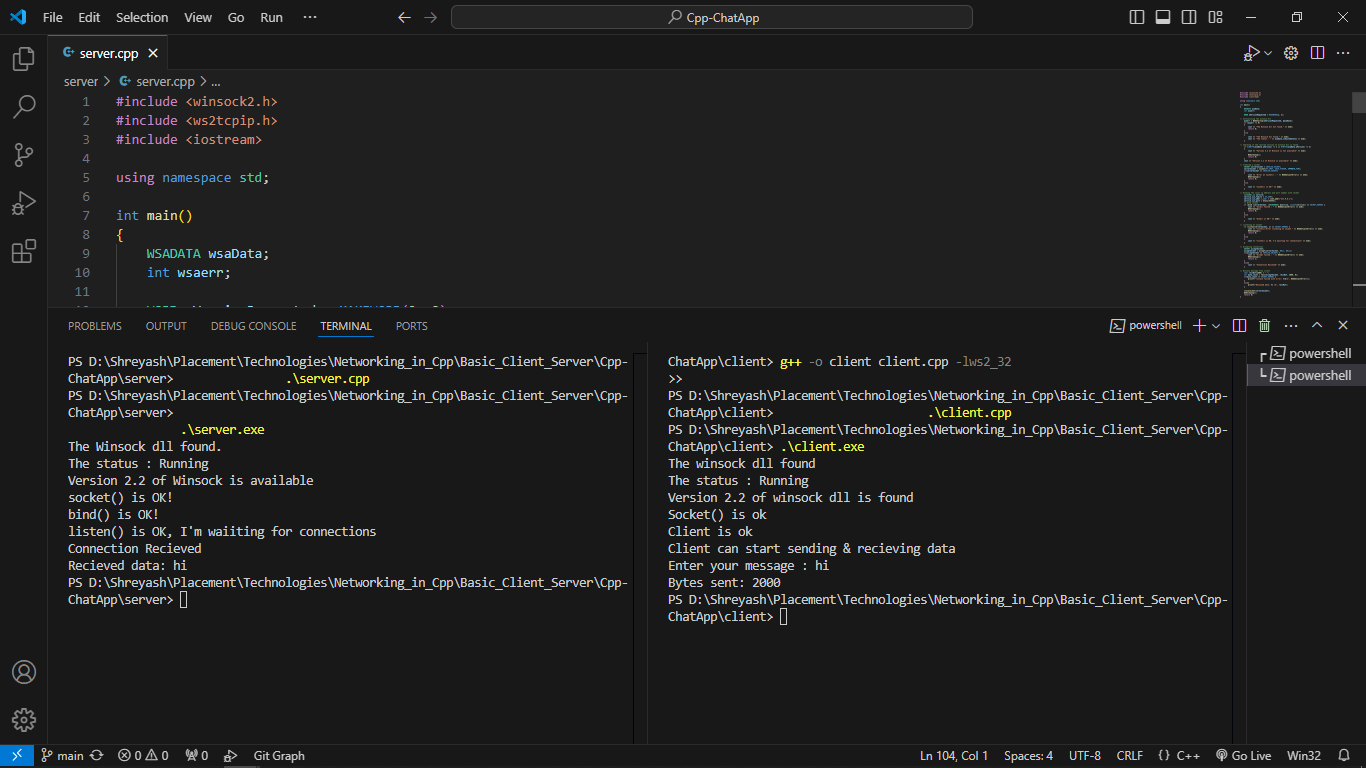 File Edit Selection View Go Run ··· Cpp-ChatApp
server.cpp
server > server.cpp > ...
1 #include <winsock2.h>
2 #include <ws2tcpip.h>
3 #include <iostream>
4
5 using namespace std;
6
7 int main()
8 {
9 WSADATA wsaData;
10 int wsaerr;
11
PROBLEMS OUTPUT DEBUG CONSOLE TERMINAL PORTS powershell
PS D:\Shreyash\Placement\Technologies\Networking_in_Cpp\Basic_Client_Server\Cpp-
ChatApp\server> .\server.cpp
PS D:\Shreyash\Placement\Technologies\Networking_in_Cpp\Basic_Client_Server\Cpp-
ChatApp\server>
.\server.exe
The Winsock dll found.
The status : Running
Version 2.2 of Winsock is available
socket() is OK!
bind() is OK!
listen() is OK, I'm waiiting for connections
Connection Recieved
Recieved data: hi
PS D:\Shreyash\Placement\Technologies\Networking_in_Cpp\Basic_Client_Server\Cpp-
ChatApp\server>
ChatApp\client> g++ -o client client.cpp -lws2_32
>>
PS D:\Shreyash\Placement\Technologies\Networking_in_Cpp\Basic_Client_Server\Cpp-
ChatApp\client> .\client.cpp
PS D:\Shreyash\Placement\Technologies\Networking_in_Cpp\Basic_Client_Server\Cpp-
ChatApp\client> .\client.exe
The winsock dll found
The status : Running
Version 2.2 of winsock dll is found
Socket() is ok
Client is ok
Client can start sending & recieving data
Enter your message : hi
Bytes sent: 2000
PS D:\Shreyash\Placement\Technologies\Networking_in_Cpp\Basic_Client_Server\Cpp-
ChatApp\client>
powershell
powershell
main 0 0 0 Git Graph Ln 104, Col 1 Spaces: 4 UTF-8 CRLF {} C++ Go Live Win32